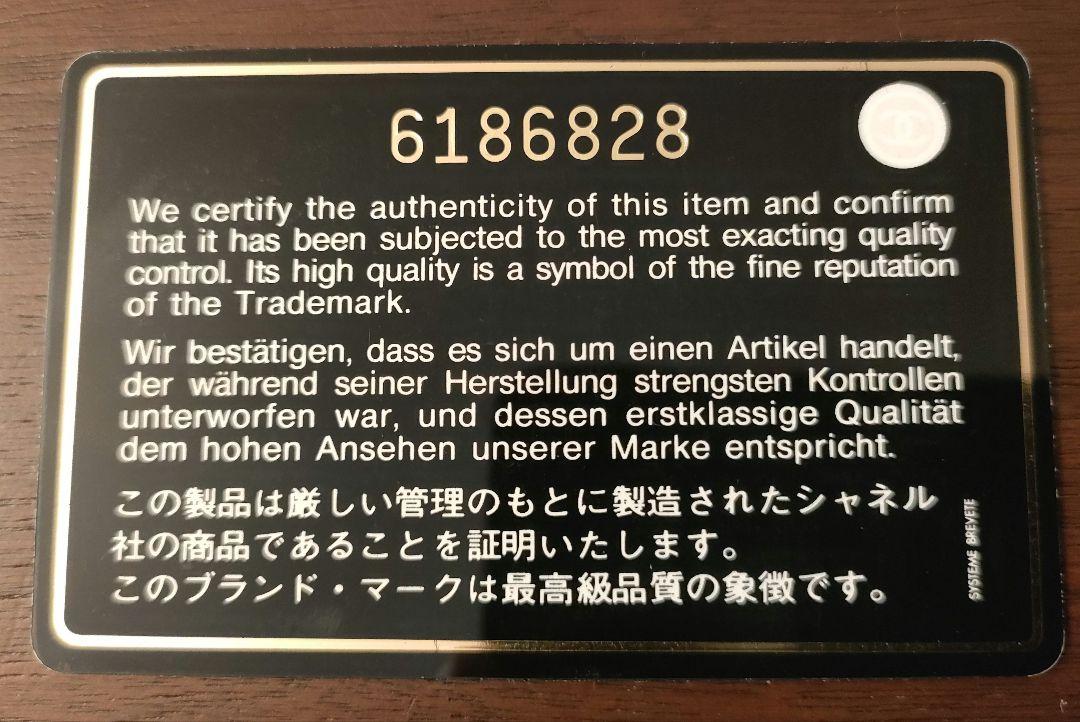 6186828
We certify the authenticity of this item and confirm
that it has been subjected to the most exacting quality
control. Its high quality is a symbol of the fine reputation
of the Trademark.
Wir bestätigen, dass es sich um einen Artikel handelt,
der während seiner Herstellung strengsten Kontrollen
unterworfen war, und dessen erstklassige Qualität
dem hohen Ansehen unserer Marke entspricht.
この製品は厳しい管理のもとに製造されたシャネル
社の商品であることを証明いたします。
このブランド・マークは最高級品質の象徴です。
SYSTEME BREVETE